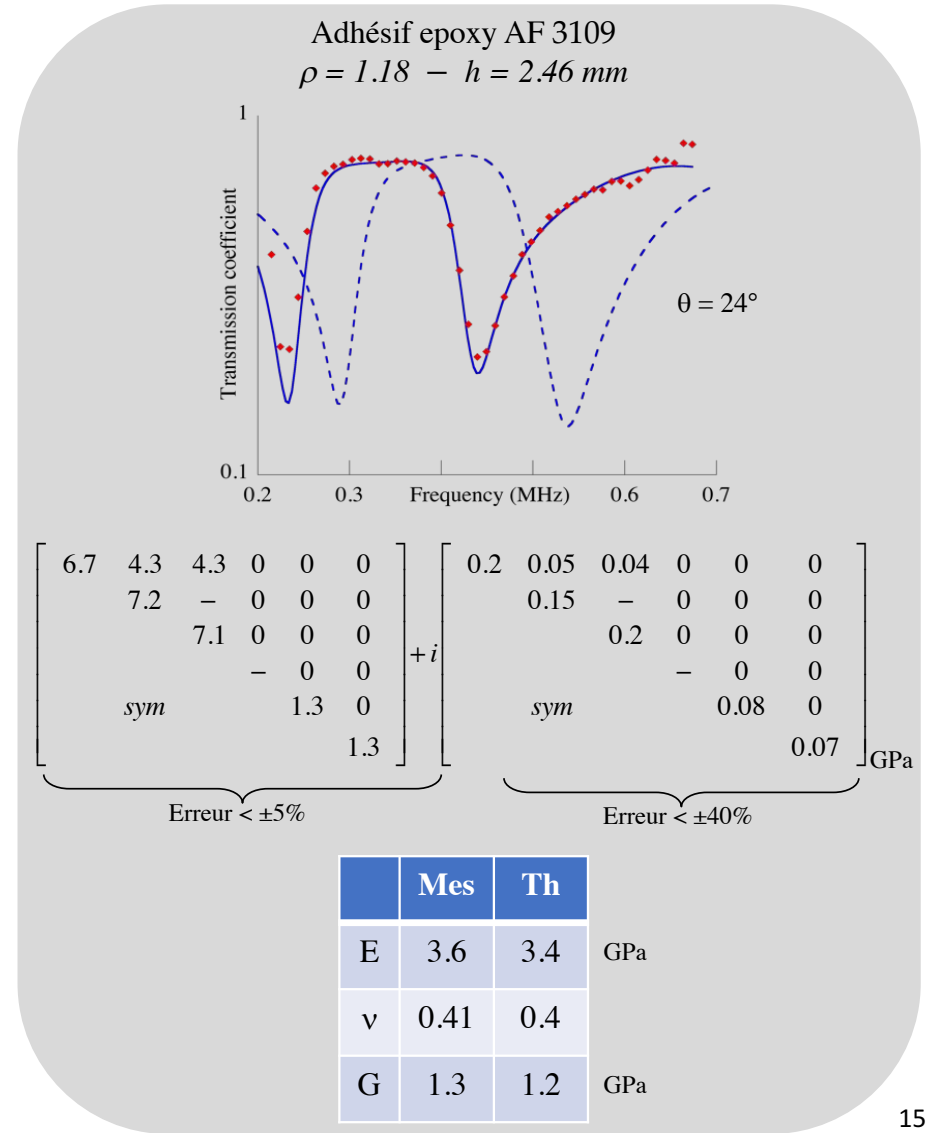 Adhésif epoxy AF 3109
ρ = 1.18 − h = 2.46 mm
1
Transmission coefficient
θ = 24°
0.1
0.2 0.3 Frequency (MHz) 0.6 0.7
6.7 4.3 4.3 0 0 0 0.2 0.05 0.04 0 0 0
7.2 − 0 0 0 0.15 − 0 0 0
7.1 0 0 0 0.2 0 0 0
+ i
− 0 0 − 0 0
sym 1.3 0 sym 0.08 0
1.3 0.07 GPa
Erreur < ±5% Erreur < ±40%
Mes Th
E 3.6 3.4 GPa
ν 0.41 0.4
G 1.3 1.2 GPa
15